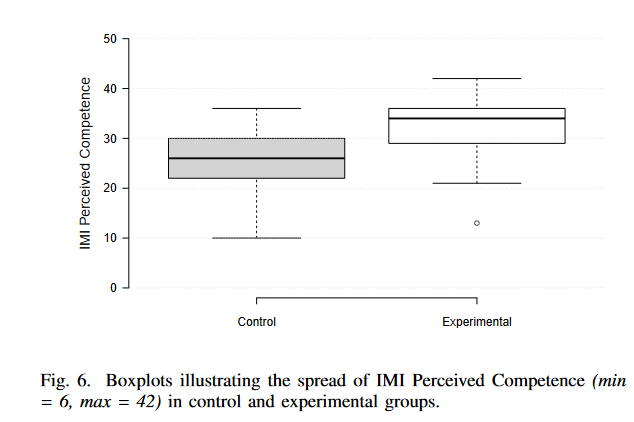 50
40
30
20
10
0
IMI Perceived Competence
Control Experimental
Fig. 6. Boxplots illustrating the spread of IMI Perceived Competence (min
= 6, max = 42) in control and experimental groups.